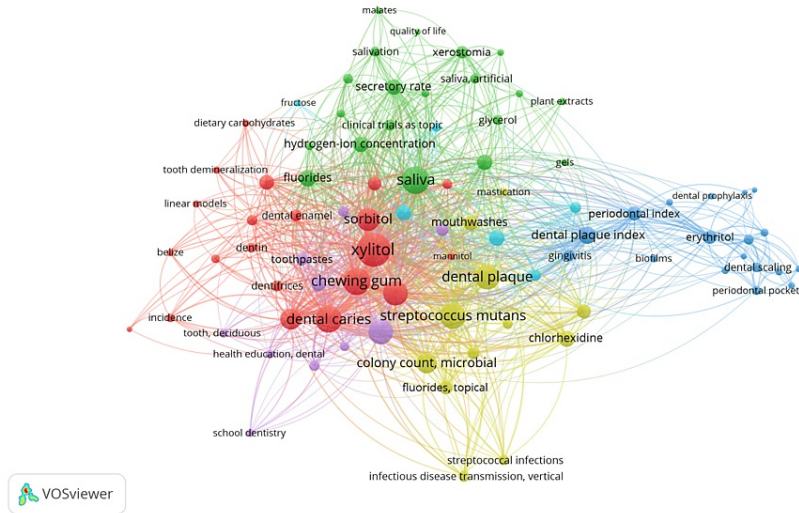 malates
quality of life
salivation
xerostomia
saliva, artificial
secretory rate
fructose
plant extracts
dietary carbohydrates
clinical trials as topic
glycerol
hydrogen-ion concentration
tooth demineralization
gels
fluorides
saliva
mastication
dental prophylaxis
linear models
dental enamel
sorbitol
mouthwashes
periodontal index
dental plaque index
erythritol
belize
dentin
xylitol
mannitol
gingivitis
biofilms
toothpastes
dental scaling
dentifrices
chewing gum
dental plaque
periodontal pocket
incidence
dental caries
streptococcus mutans
tooth, deciduous
chlorhexidine
health education, dental
colony count, microbial
fluorides, topical
school dentistry
streptococcal infections
infectious disease transmission, vertical
VOSviewer